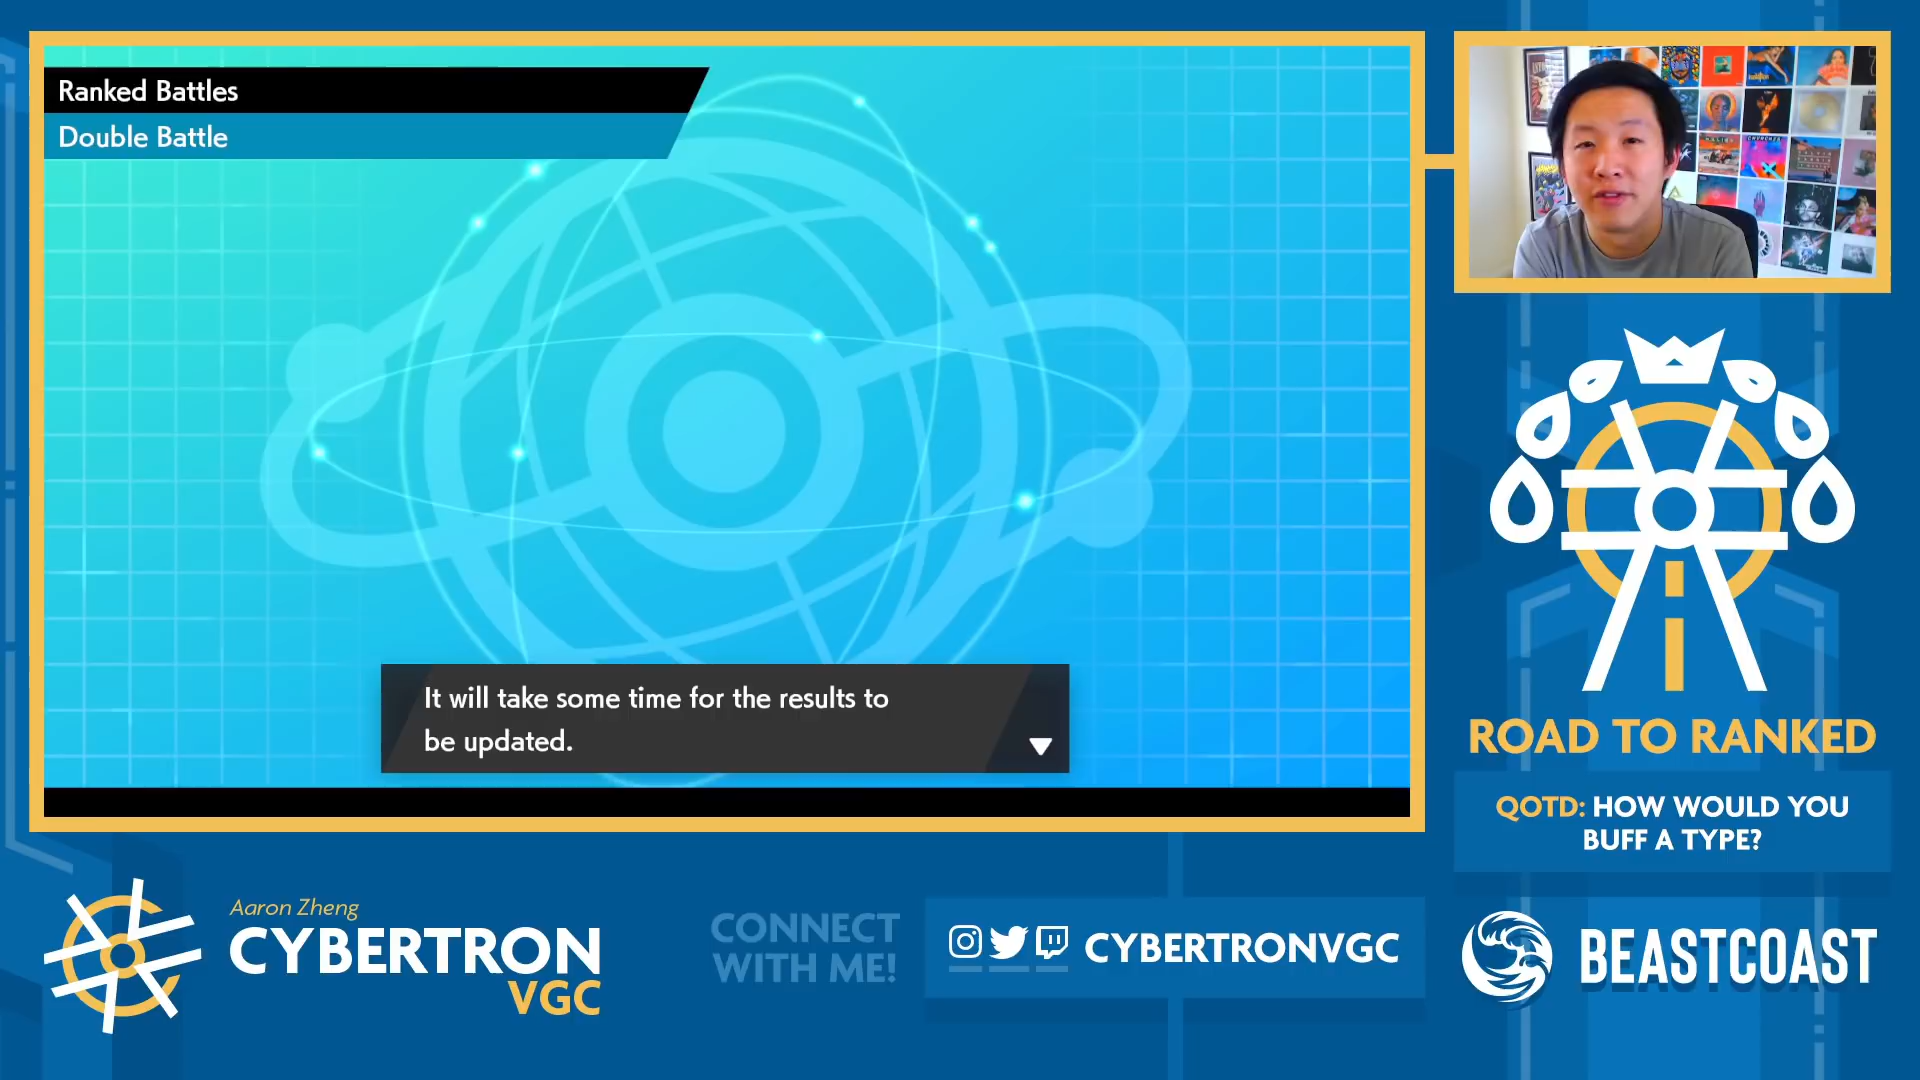 Ranked Battles
Double Battle
It will take some time for the results to
be updated.
ROAD TO RANKED
QOTD: HOW WOULD YOU
BUFF A TYPE?
Aaron Zheng
CYBERTRON
VGC
CONNECT
WITH ME!
CYBERTRONVGC
BEASTCOAST